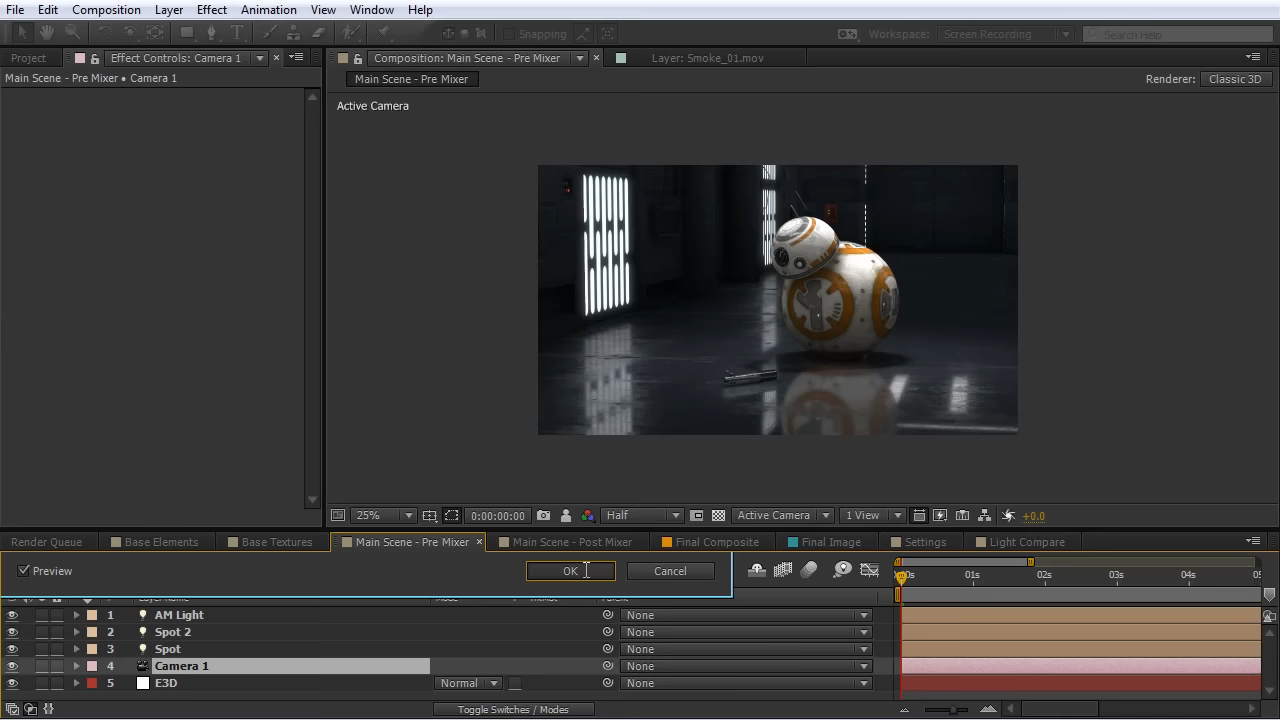 File Edit Composition Layer Effect Animation View Window Help
Snapping Workspace: Screen Recording Search Help
Project Effect Controls: Camera 1 Composition: Main Scene - Pre Mixer Layer: Smoke_01.mov
Main Scene - Pre Mixer • Camera 1 Main Scene - Pre Mixer Renderer: Classic 3D
Active Camera
25% 0:00:00:00 Half Active Camera 1 View +0.0
Render Queue Base Elements Base Textures Main Scene - Pre Mixer Main Scene - Post Mixer Final Composite Final Image Settings Light Compare
Preview OK Cancel 01s 02s 03s 04s
1 AM Light None
2 Spot 2 None
3 Spot None
4 Camera 1 None
5 E3D Normal None
Toggle Switches / Modes